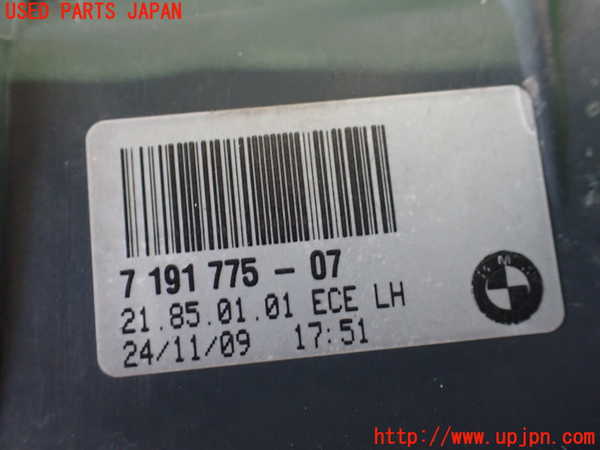 USED PARTS JAPAN
7 191 775 - 07
21.85.01.01 ECE LH
24/11/09 17:51
BMW
http://www.upjpn.com/